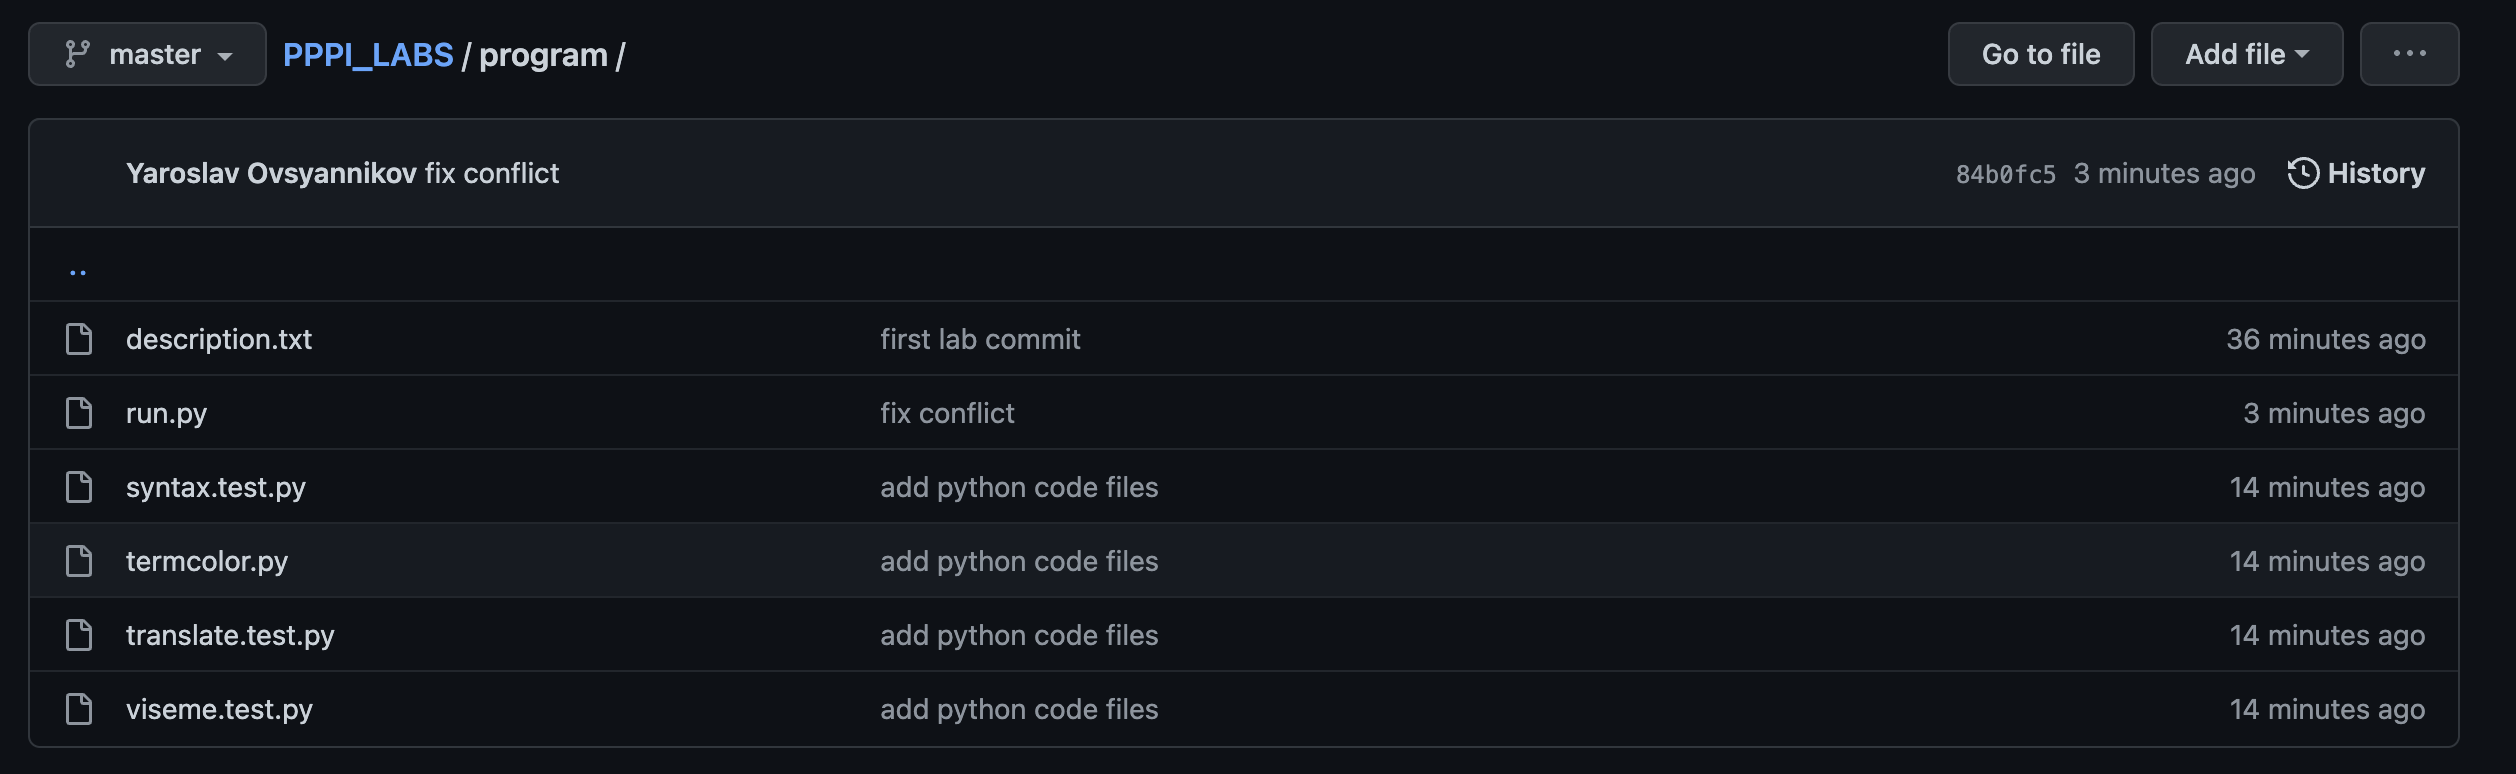 master PPPI_LABS / program / Go to file Add file ...
Yaroslav Ovsyannikov fix conflict 84b0fc5 3 minutes ago History
..
description.txt first lab commit 36 minutes ago
run.py fix conflict 3 minutes ago
syntax.test.py add python code files 14 minutes ago
termcolor.py add python code files 14 minutes ago
translate.test.py add python code files 14 minutes ago
viseme.test.py add python code files 14 minutes ago